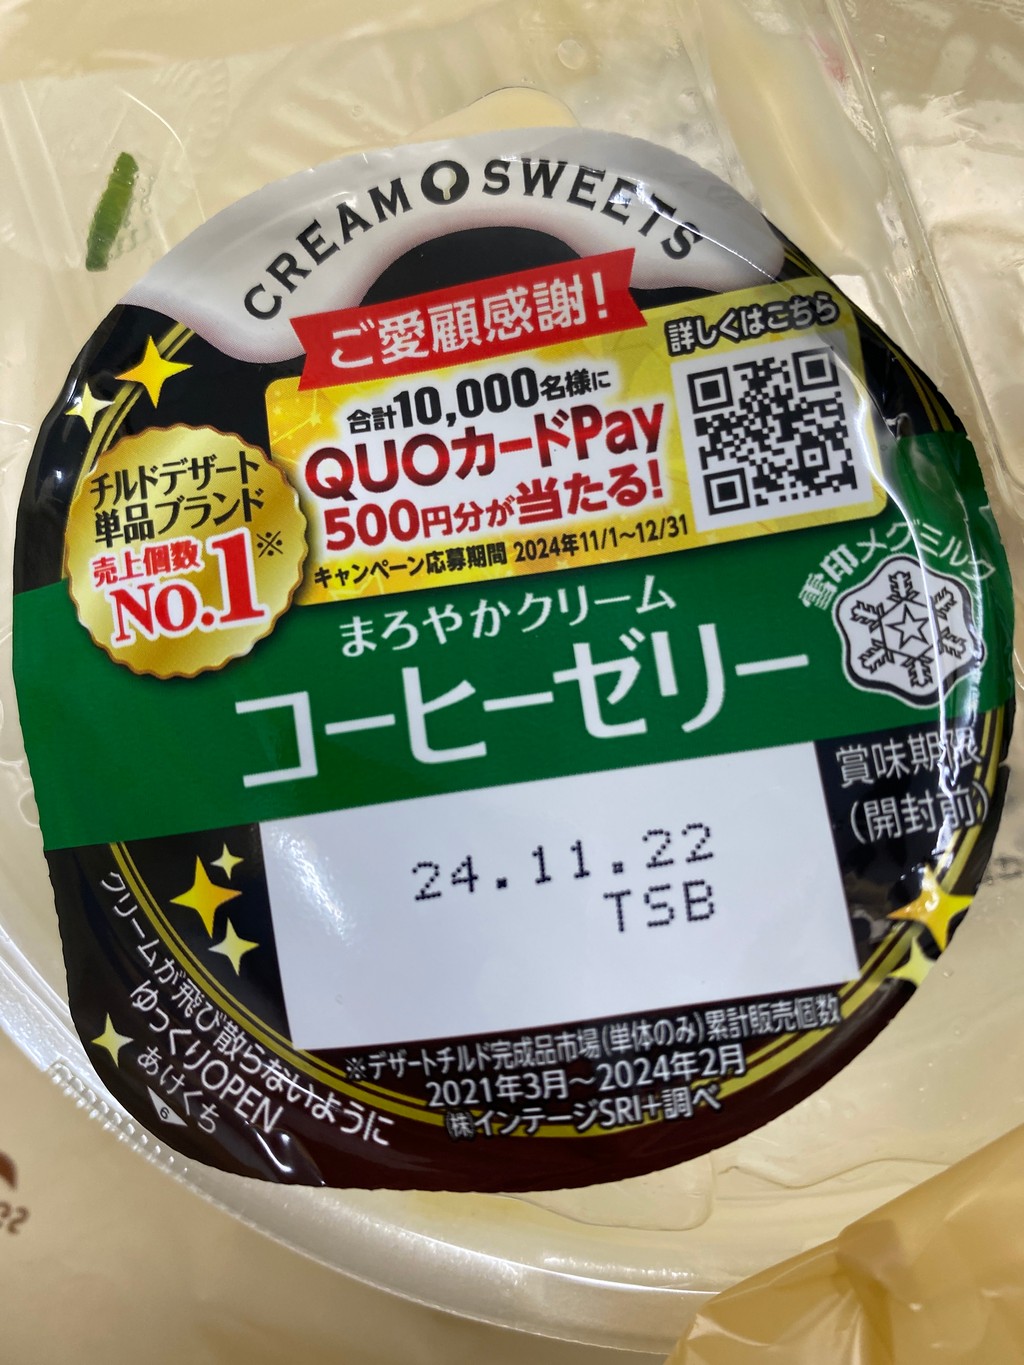 CREAM SWEETS
ご愛顧感謝!
詳しくはこちら
合計10,000名様に
QUOカードPay
500円分が当たる!
キャンペーン応募期間 2024年11/1～12/31
チルドデザート
単品ブランド
売上個数※
No.1
雪印メグミルク
まろやかクリーム
コーヒーゼリー
賞味期限
(開封前)
24.11.22
TSB
※デザートチルド完成品市場(単体のみ)累計販売個数
2021年3月～2024年2月
㈱インテージSRI+調べ
クリームが飛び散らないように
ゆっくりOPEN
あけくち
6